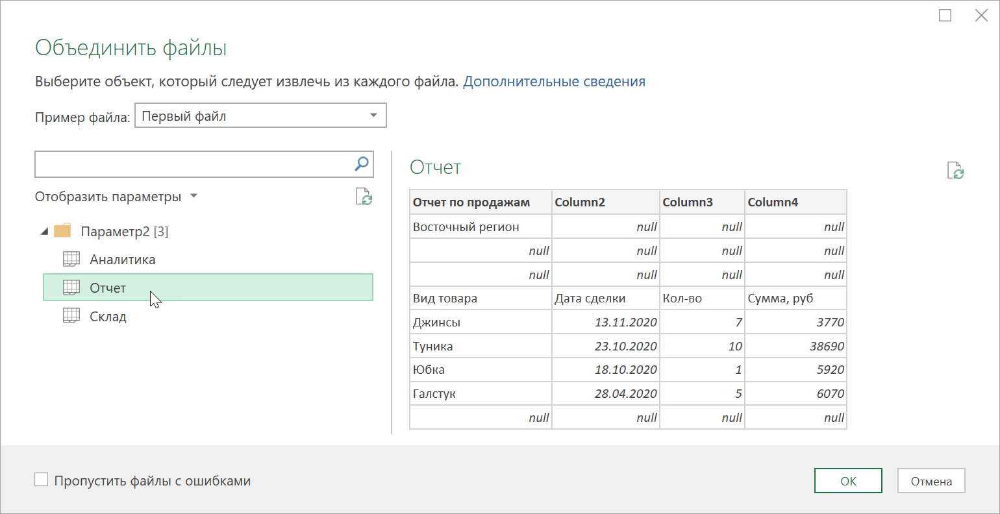 Объединить файлы
Выберите объект, который следует извлечь из каждого файла. Дополнительные сведения
Пример файла: Первый файл
Отобразить параметры
Параметр2 [3]
Аналитика
Отчет
Склад
Отчет
Отчет по продажам Column2 Column3 Column4
Восточный регион null null null
null null null null
null null null null
Вид товара Дата сделки Кол-во Сумма, руб
Джинсы 13.11.2020 7 3770
Туника 23.10.2020 10 38690
Юбка 18.10.2020 1 5920
Галстук 28.04.2020 5 6070
null null null null
Пропустить файлы с ошибками
ОК Отмена